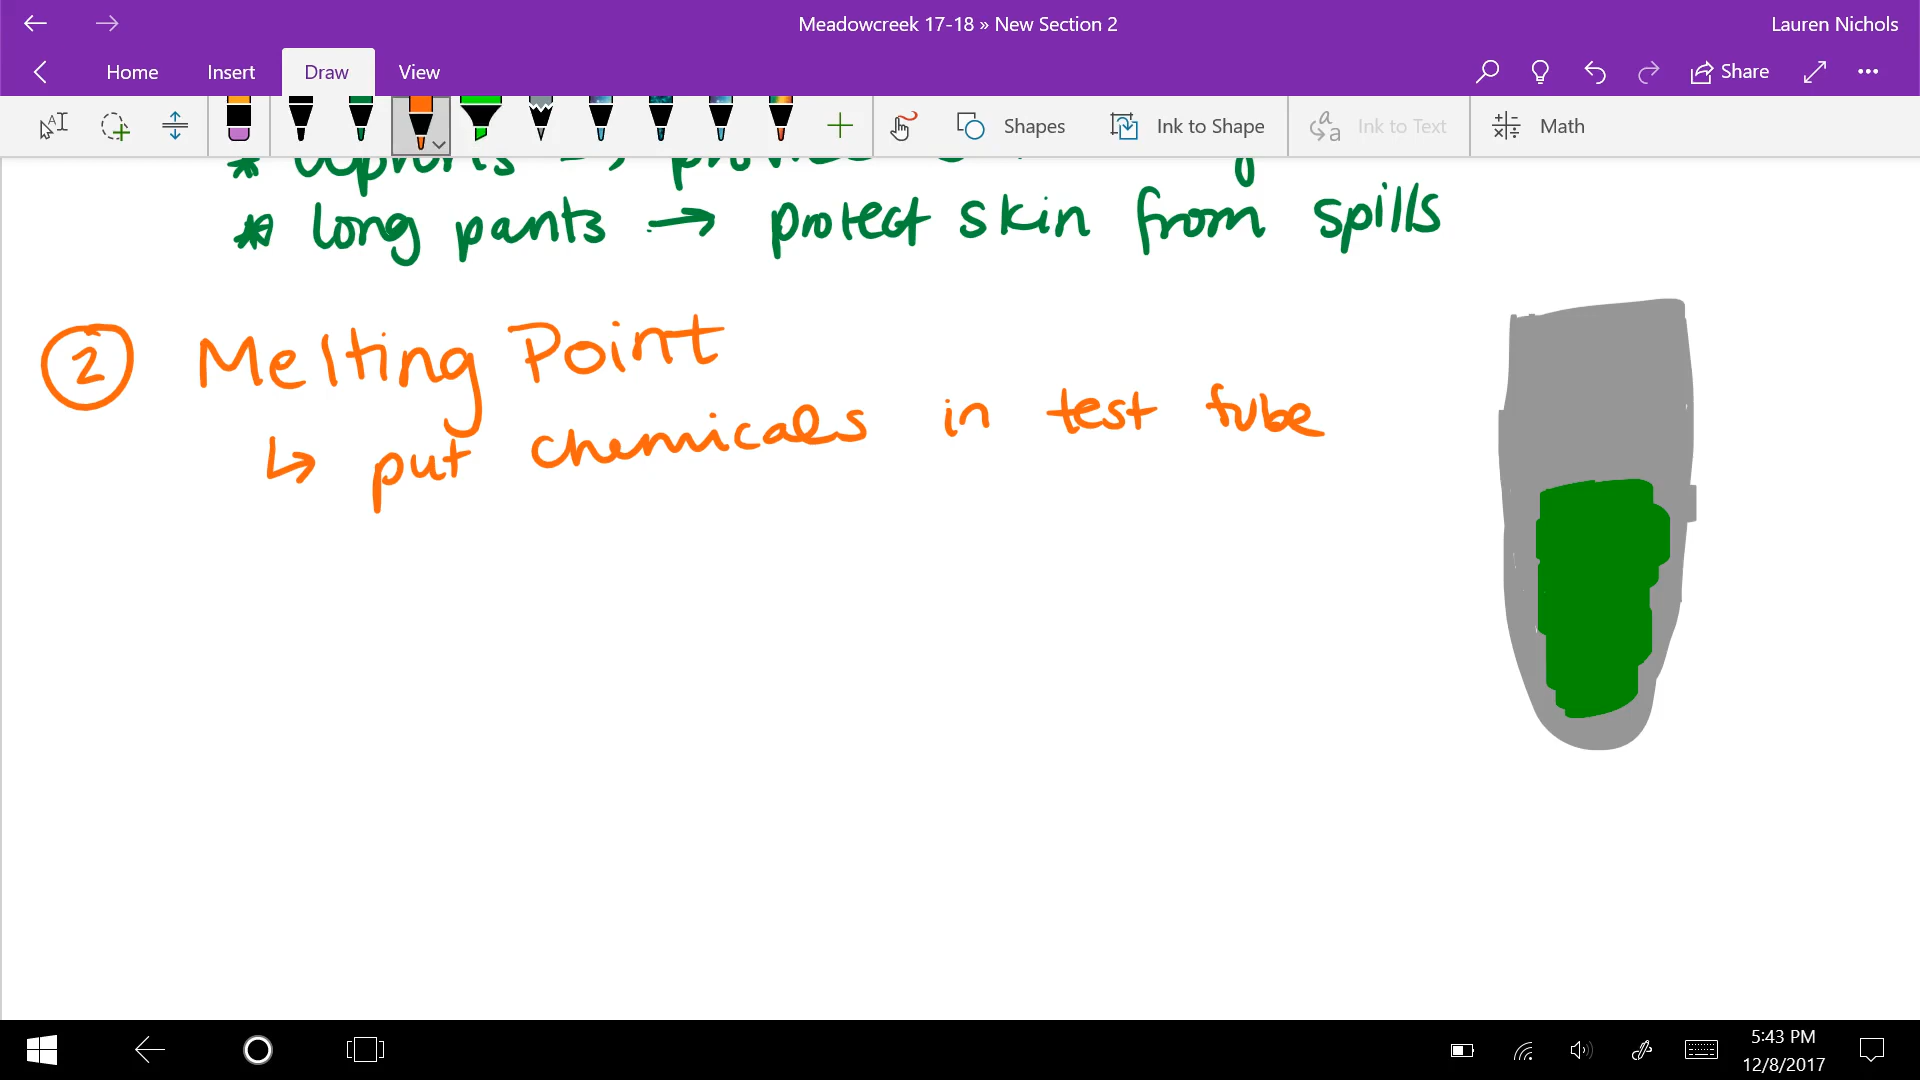 Meadowcreek 17-18 » New Section 2
Lauren Nichols
Home Insert Draw View
Share
Shapes
Ink to Shape
Ink to Text
Math
* long pants → protect skin from spills
② Melting Point
↳ put chemicals in test tube
5:43 PM
12/8/2017